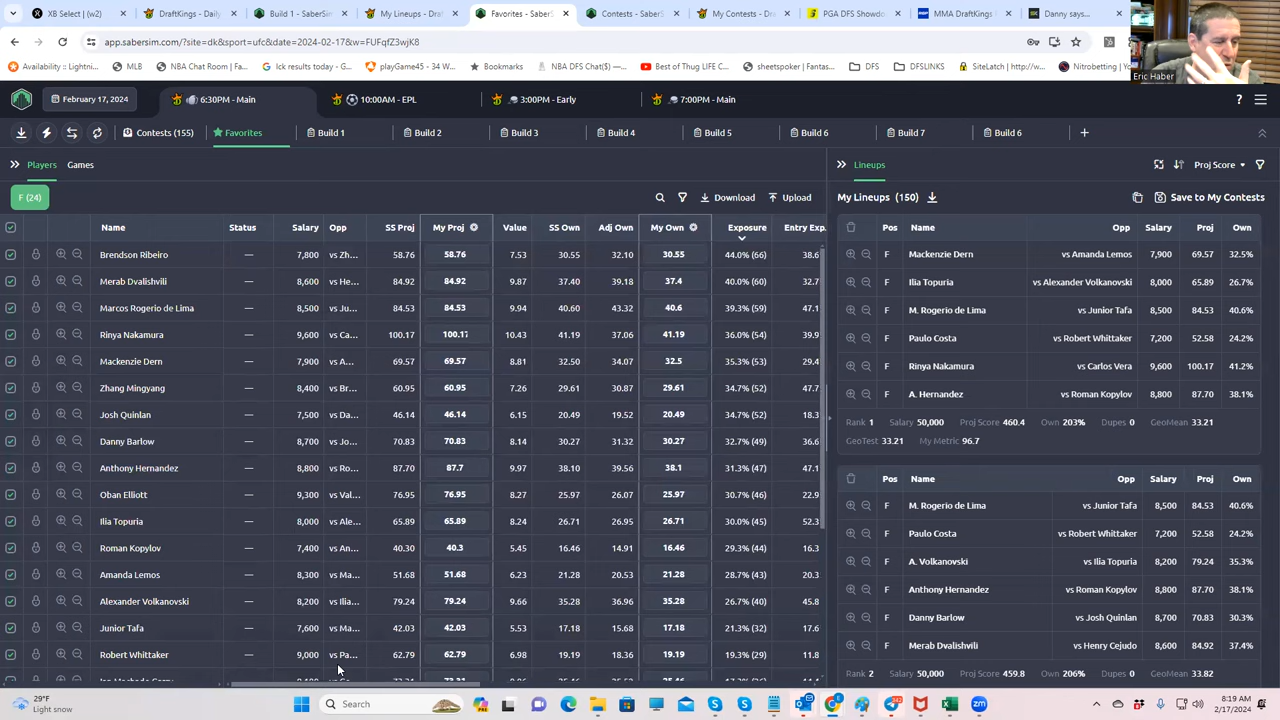 XB Select | (2)
DraftKings - Daily
Build 1 - SaberSim
My Lineups - Draft
Favorites - SaberS
Contests - SaberS
My Contests - Dra
PGA DFS Showdo
MMA DraftKings
Danny says...
app.sabersim.com/?site=dk&sport=ufc&date=2024-02-17&w=FUFqfZ3wjK8
Availability :: Lightni... MLB NBA Chat Room | Fa... Ick results today - G... playGame45 - 34 W... Bookmarks NBA DFS Chat($)—... Best of Thug LIFE C... sheetspoker | Fanta... DFS DFSLINKS SiteLatch | http://w... Nitrobetting | Hom
Eric Haber
February 17, 2024 6:30PM - Main 10:00AM - EPL 3:00PM 7:00PM - Main ?
Contests (155) Favorites Build 1 Build 2 Build 3 Build 4 Build 5 Build 6 Build 7 Build 6
Players Games
Lineups Proj Score
F (24) Download Upload
My Lineups (150) Save to My Contests
Name Status Salary Opp SS Proj My Proj Value SS Own Adj Own My Own Exposure Entry Exp.
Brendson Ribeiro — 7,800 vs Zh... 58.76 58.76 7.53 30.55 32.10 30.55 44.0% (66) 38.6
Merab Dvalishvili — 8,600 vs He... 84.92 84.92 9.87 37.40 39.18 37.4 40.0% (60) 32.7
Marcos Rogerio de Lima — 8,500 vs Ju... 84.53 84.53 9.94 40.60 43.32 40.6 39.3% (59) 47.1
Rinya Nakamura — 9,600 vs Ca... 100.17 100.17 10.43 41.19 37.06 41.19 36.0% (54) 39.9
Mackenzie Dern — 7,900 vs A... 69.57 69.57 8.81 32.50 34.07 32.5 35.3% (53) 29.4
Zhang Mingyang — 8,400 vs Br... 60.95 60.95 7.26 29.61 30.87 29.61 34.7% (52) 30.6
Josh Quinlan — 7,500 vs Da... 46.14 46.14 6.15 20.49 19.52 20.49 34.7% (52) 18.3
Danny Barlow — 8,700 vs Jo... 70.83 70.83 8.14 30.27 31.32 30.27 32.7% (49) 36.6
Anthony Hernandez — 8,800 vs Ro... 87.70 87.7 9.97 38.10 39.56 38.1 31.3% (47) 47.1
Oban Elliott — 9,300 vs Val... 76.95 76.95 8.27 25.97 26.07 25.97 30.7% (46) 22.9
Ilia Topuria — 8,000 vs Ale... 65.89 65.89 8.24 26.71 26.95 26.71 30.0% (45) 52.3
Roman Kopylov — 7,400 vs An... 40.30 40.3 5.45 16.46 14.91 16.46 29.3% (44) 16.3
Amanda Lemos — 8,300 vs Ma... 51.68 51.68 6.23 21.28 20.53 21.28 28.7% (43) 20.3
Alexander Volkanovski — 8,200 vs Ilia... 79.24 79.24 9.66 35.28 36.96 35.28 26.7% (40) 45.8
Junior Tafa — 7,600 vs Ma... 42.03 42.03 5.53 17.18 15.68 17.18 21.3% (32) 16.3
Robert Whittaker — 9,000 vs Pa... 62.79 62.79 6.98 19.19 18.36 19.19 19.3% (29) 16.8
Pos Name Opp Salary Proj Own
F Mackenzie Dern vs Amanda Lemos 7,900 69.57 32.5%
F Ilia Topuria vs Alexander Volkanovski 8,000 65.89 26.7%
F M. Rogerio de Lima vs Junior Tafa 8,500 84.53 40.6%
F Paulo Costa vs Robert Whittaker 7,200 52.58 24.2%
F Rinya Nakamura vs Carlos Vera 9,600 100.17 41.2%
F A. Hernandez vs Roman Kopylov 8,800 87.70 38.1%
Rank 1 Salary 50,000 Proj Score 460.4 Own 203% Dupes 0 GeoMean 33.21
GeoTest 33.21 My Metric 96.7
Pos Name Opp Salary Proj Own
F M. Rogerio de Lima vs Junior Tafa 8,500 84.53 40.6%
F Paulo Costa vs Robert Whittaker 7,200 52.58 24.2%
F A. Volkanovski vs Ilia Topuria 8,200 79.24 35.3%
F Anthony Hernandez vs Roman Kopylov 8,800 87.70 38.1%
F Danny Barlow vs Josh Quinlan 8,700 70.83 30.3%
F Merab Dvalishvili vs Henry Cejudo 8,600 84.92 37.4%
Rank 2 Salary 50,000 Proj Score 459.8 Own 206% Dupes 0 GeoMean 33.82
29°F
Light snow
Search
8:19 AM
2/17/2024